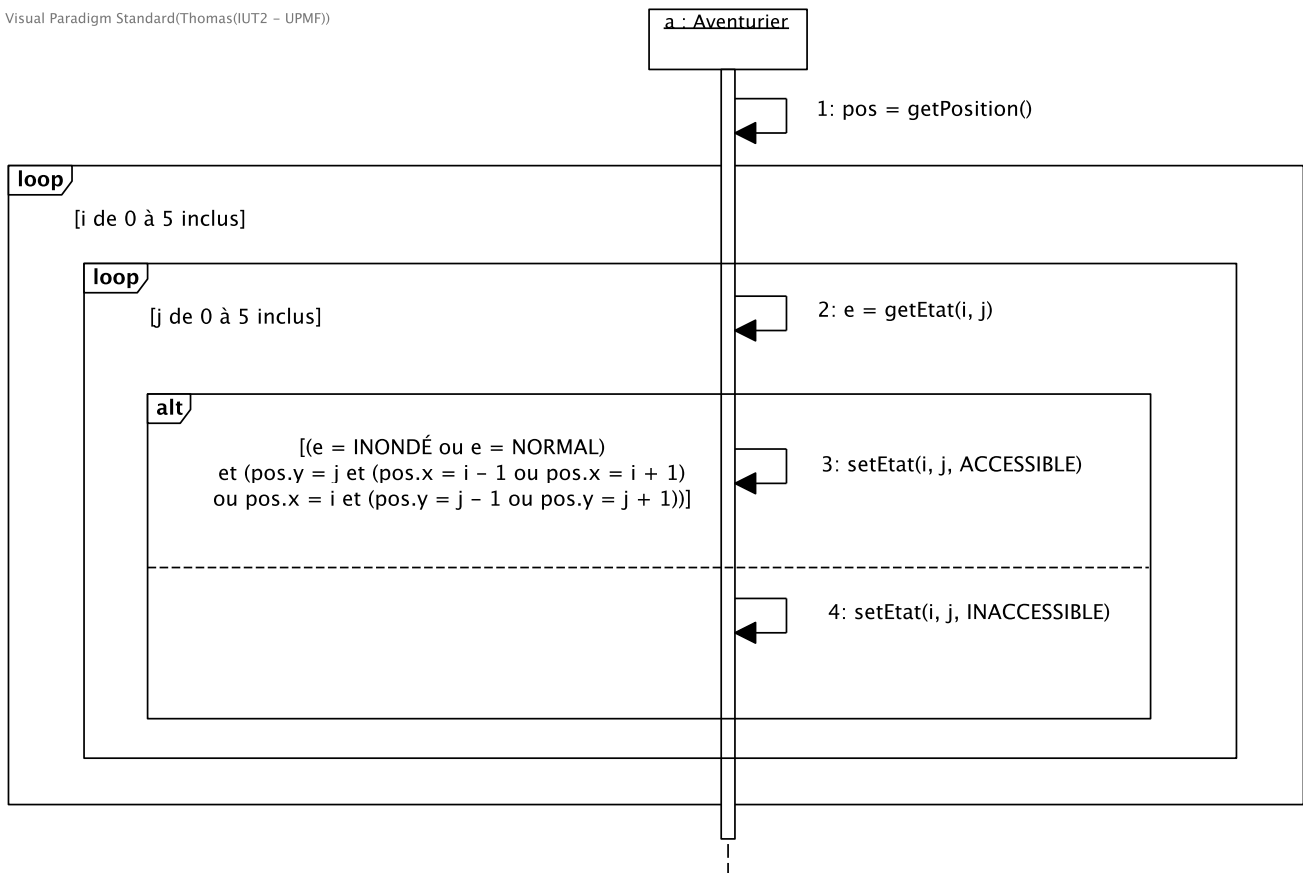 Visual Paradigm Standard(Thomas(IUT2 – UPMF))
a : Aventurier
1: pos = getPosition()
loop
[i de 0 à 5 inclus]
loop
[j de 0 à 5 inclus]
2: e = getEtat(i, j)
alt
[(e = INONDÉ ou e = NORMAL)
et (pos.y = j et (pos.x = i – 1 ou pos.x = i + 1)
ou pos.x = i et (pos.y = j – 1 ou pos.y = j + 1))]
3: setEtat(i, j, ACCESSIBLE)
4: setEtat(i, j, INACCESSIBLE)